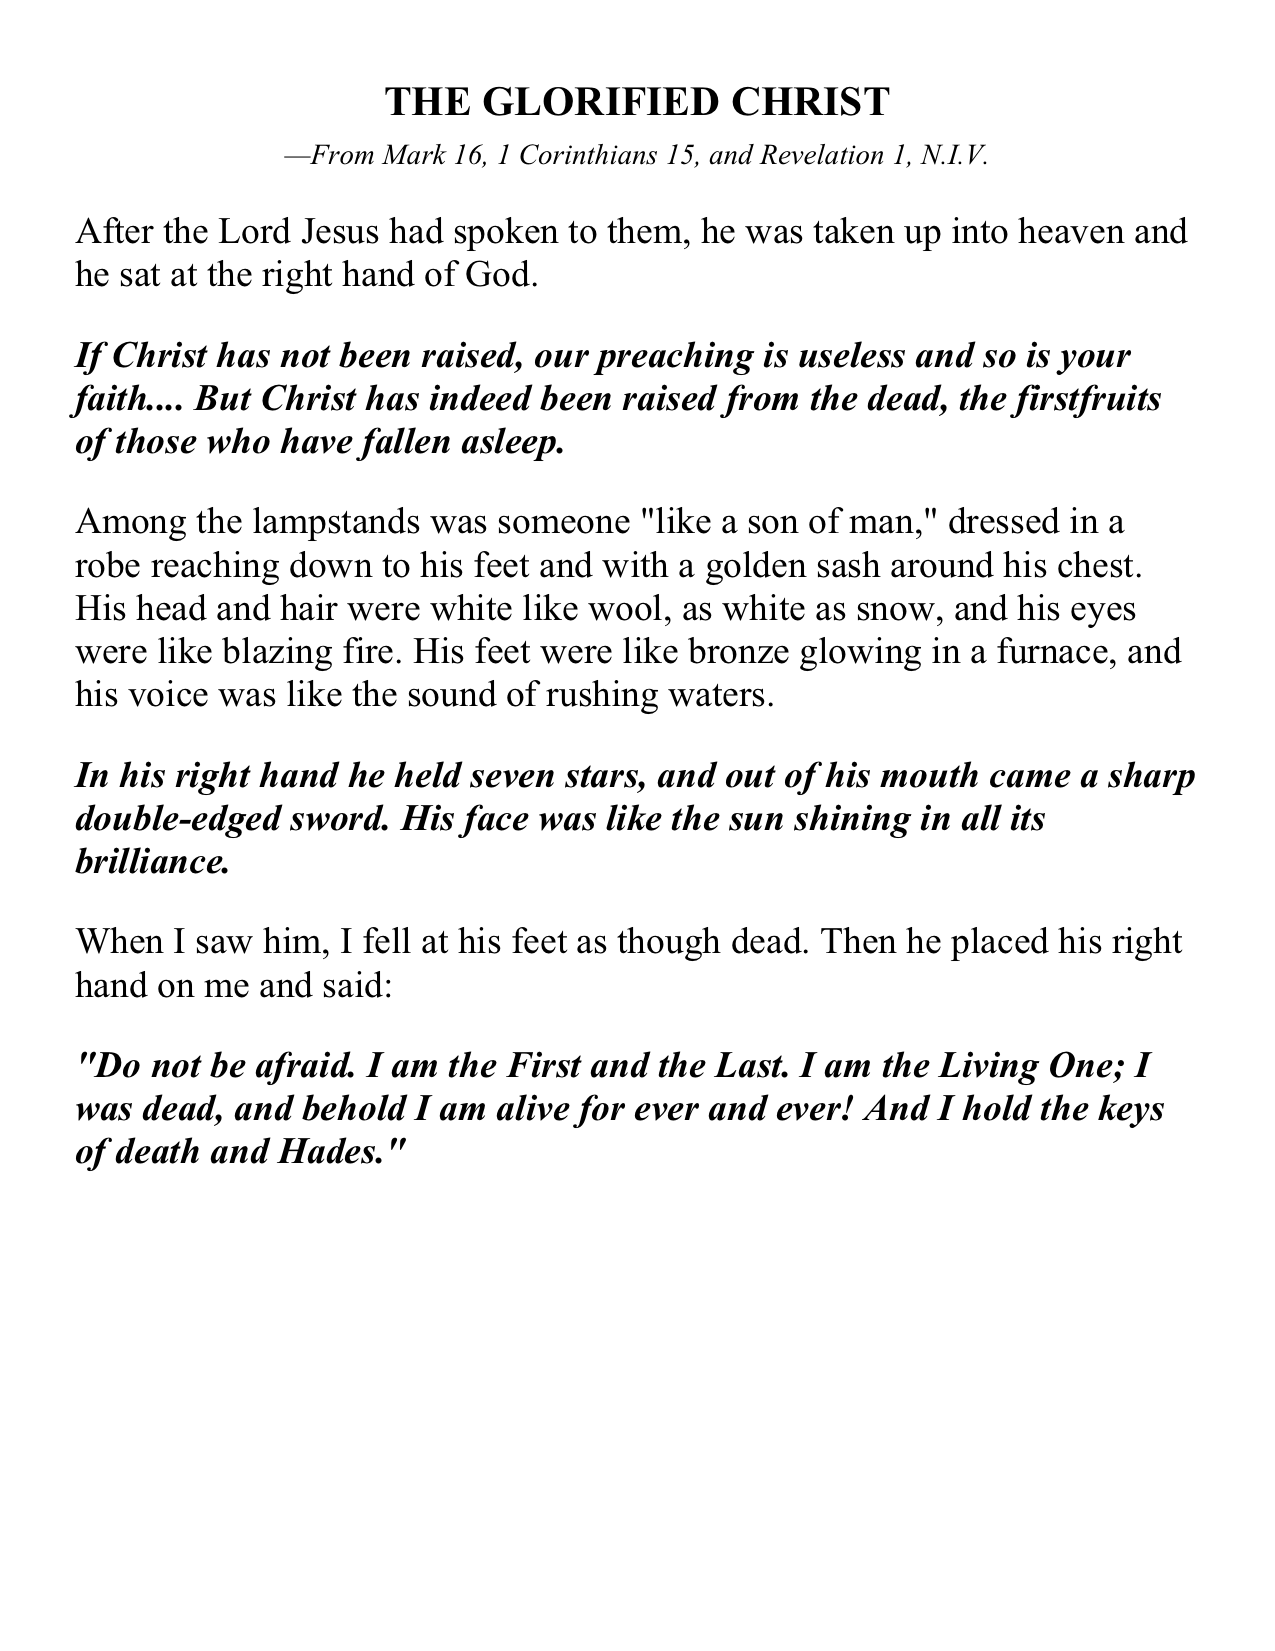 THE GLORIFIED CHRIST
—From Mark 16, 1 Corinthians 15, and Revelation 1, N.I.V.
After the Lord Jesus had spoken to them, he was taken up into heaven and
he sat at the right hand of God.
If Christ has not been raised, our preaching is useless and so is your
faith.... But Christ has indeed been raised from the dead, the firstfruits
of those who have fallen asleep.
Among the lampstands was someone "like a son of man," dressed in a
robe reaching down to his feet and with a golden sash around his chest.
His head and hair were white like wool, as white as snow, and his eyes
were like blazing fire. His feet were like bronze glowing in a furnace, and
his voice was like the sound of rushing waters.
In his right hand he held seven stars, and out of his mouth came a sharp
double-edged sword. His face was like the sun shining in all its
brilliance.
When I saw him, I fell at his feet as though dead. Then he placed his right
hand on me and said:
"Do not be afraid. I am the First and the Last. I am the Living One; I
was dead, and behold I am alive for ever and ever! And I hold the keys
of death and Hades."